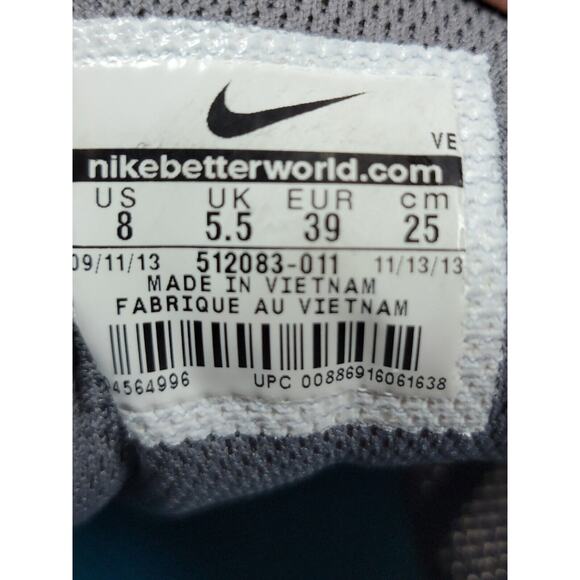 VE
nikebetterworld.com
US UK EUR cm
8 5.5 39 25
09/11/13 512083-011 11/13/13
MADE IN VIETNAM
FABRIQUE AU VIETNAM
4564996 UPC 00886916061638